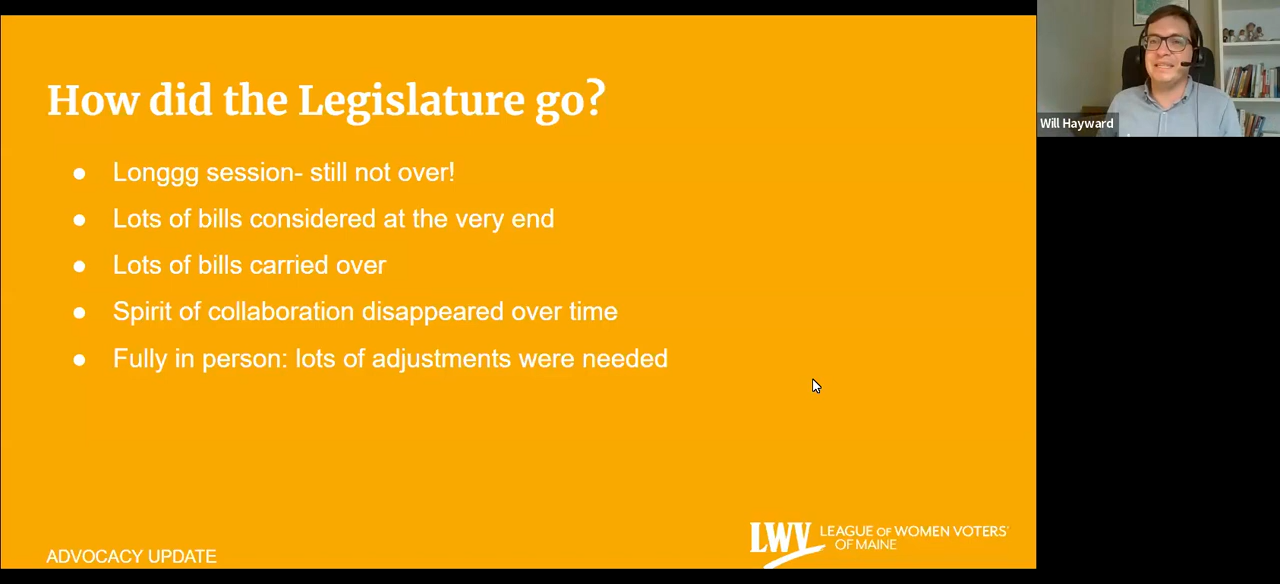 How did the Legislature go?
● Longgg session- still not over!
● Lots of bills considered at the very end
● Lots of bills carried over
● Spirit of collaboration disappeared over time
● Fully in person: lots of adjustments were needed
ADVOCACY UPDATE
LWV LEAGUE OF WOMEN VOTERS'
OF MAINE
Will Hayward